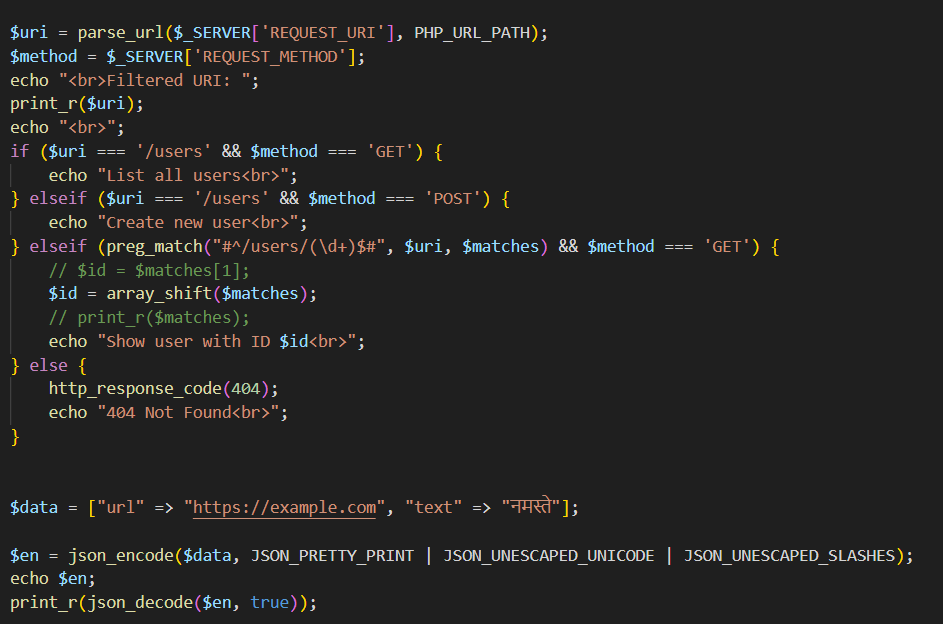 $uri = parse_url($_SERVER['REQUEST_URI'], PHP_URL_PATH);
$method = $_SERVER['REQUEST_METHOD'];
echo "<br>Filtered URI: ";
print_r($uri);
echo "<br>";
if ($uri === '/users' && $method === 'GET') {
    echo "List all users<br>";
} elseif ($uri === '/users' && $method === 'POST') {
    echo "Create new user<br>";
} elseif (preg_match("#^/users/(\d+)$#", $uri, $matches) && $method === 'GET') {
    // $id = $matches[1];
    $id = array_shift($matches);
    // print_r($matches);
    echo "Show user with ID $id<br>";
} else {
    http_response_code(404);
    echo "404 Not Found<br>";
}
$data = ["url" => "https://example.com", "text" => "नमस्ते"];
$en = json_encode($data, JSON_PRETTY_PRINT | JSON_UNESCAPED_UNICODE | JSON_UNESCAPED_SLASHES);
echo $en;
print_r(json_decode($en, true));